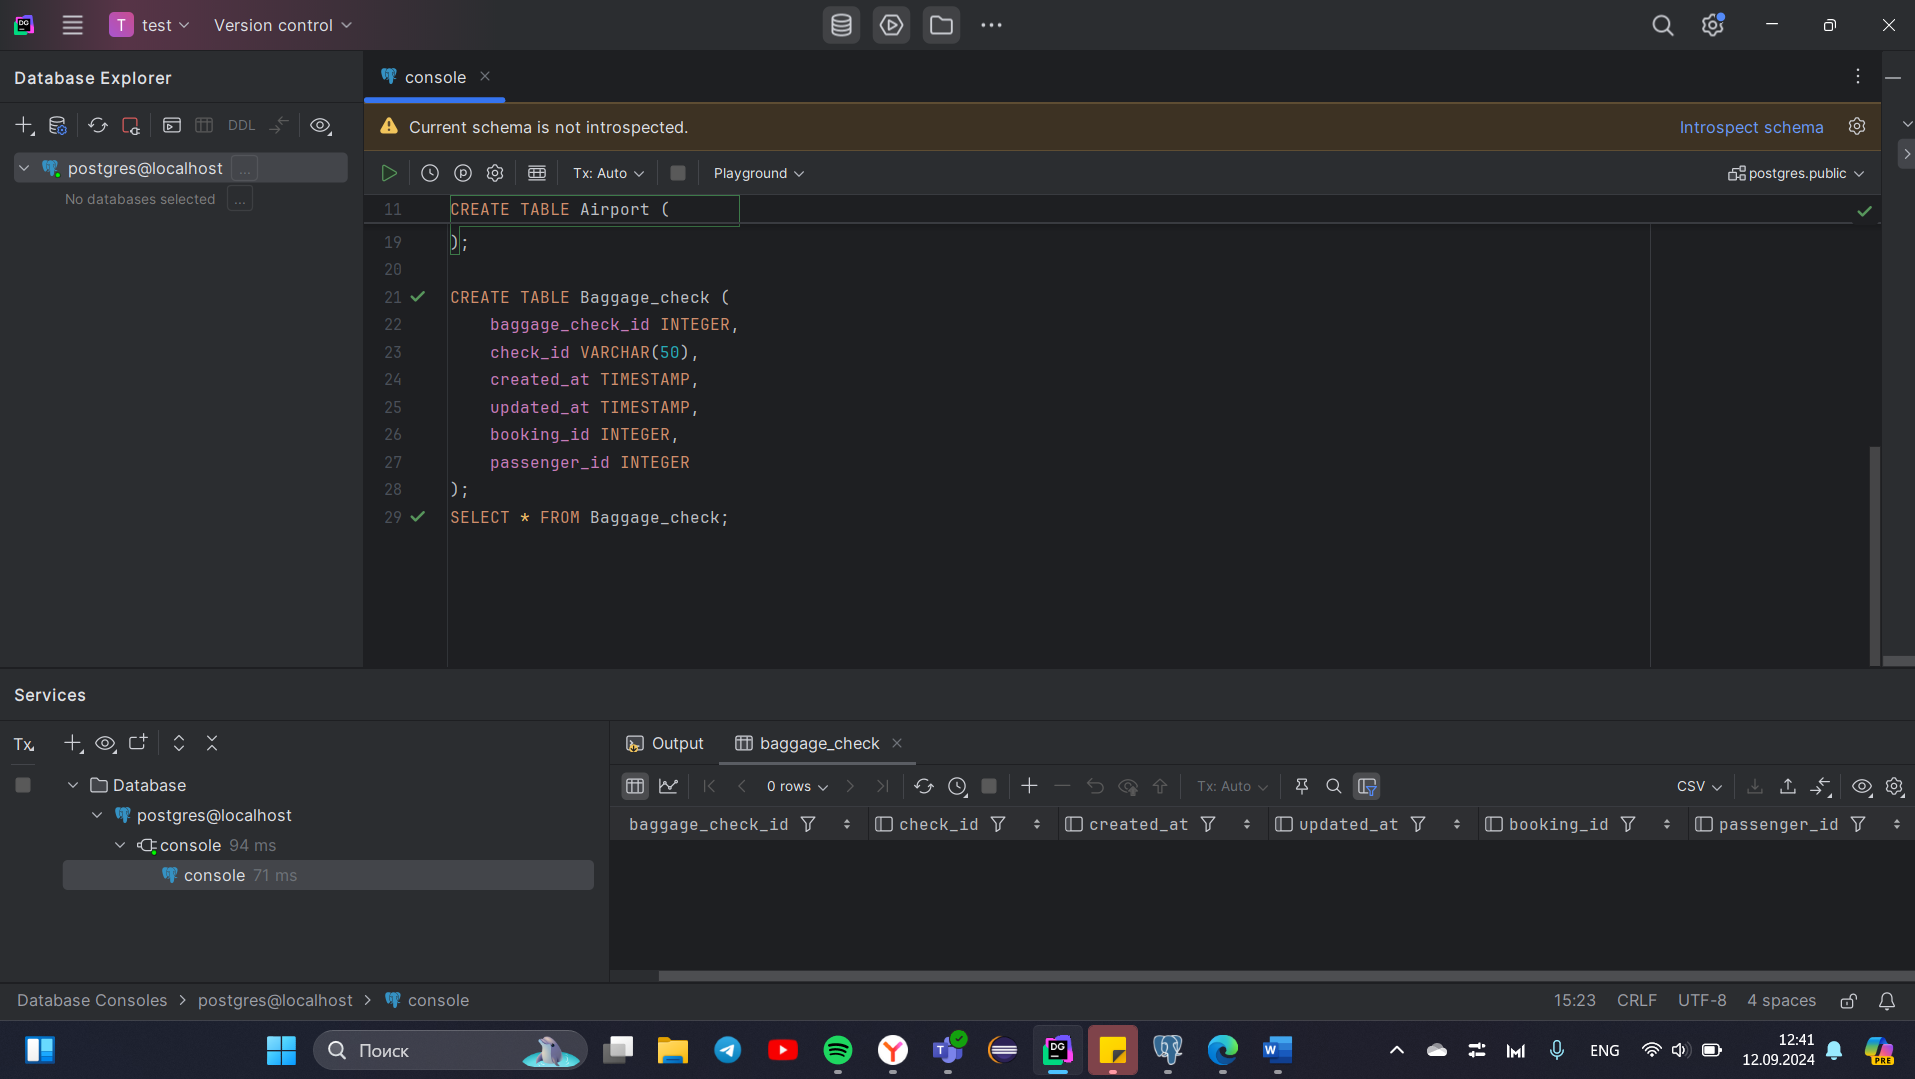 T test Version control
Database Explorer
DDL
postgres@localhost ...
No databases selected ...
console
Current schema is not introspected. Introspect schema
Tx: Auto Playground postgres.public
11 CREATE TABLE Airport (
19 );
20
21 CREATE TABLE Baggage_check (
22 baggage_check_id INTEGER,
23 check_id VARCHAR(50),
24 created_at TIMESTAMP,
25 updated_at TIMESTAMP,
26 booking_id INTEGER,
27 passenger_id INTEGER
28 );
29 SELECT * FROM Baggage_check;
Services
Tx
Database
postgres@localhost
console 94 ms
console 71 ms
Output baggage_check
0 rows Tx: Auto CSV
baggage_check_id check_id created_at updated_at booking_id passenger_id
Database Consoles > postgres@localhost > console 15:23 CRLF UTF-8 4 spaces
Поиск ENG 12:41
12.09.2024
PRE